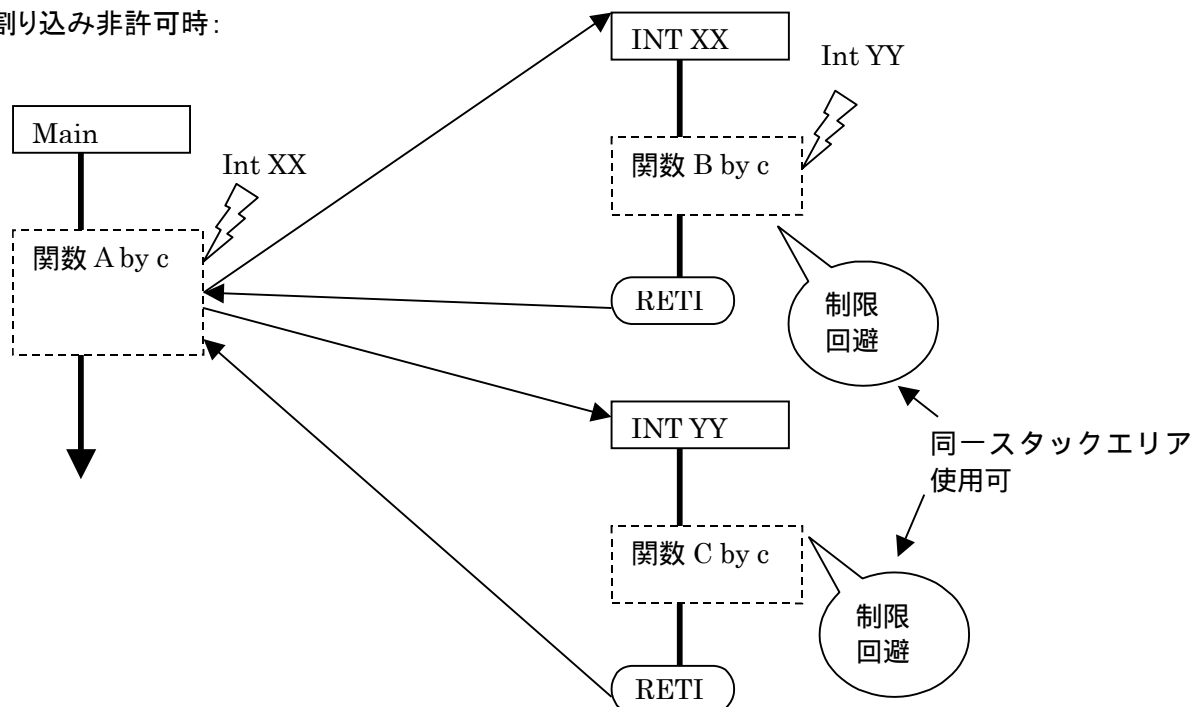 割り込み非許可時：
INT XX
Int YY
Main
Int XX
関数 B by c
関数 A by c
RETI
制限
回避
INT YY
同一スタックエリア
使用可
関数 C by c
制限
回避
RETI